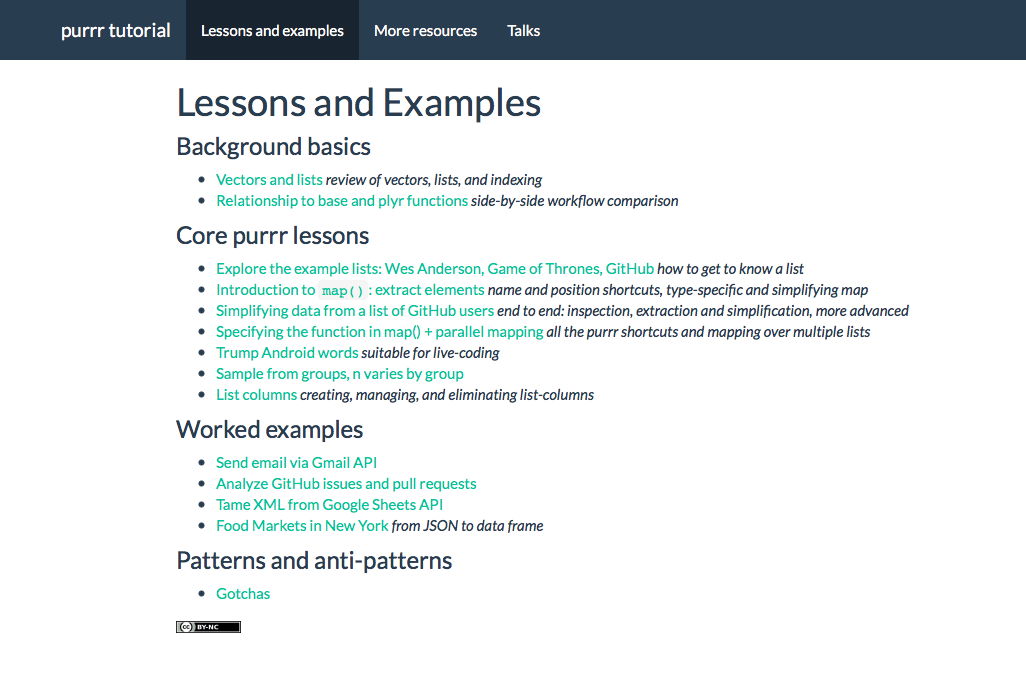 purrr tutorial Lessons and examples More resources Talks
Lessons and Examples
Background basics
Vectors and lists review of vectors, lists, and indexing
Relationship to base and plyr functions side-by-side workflow comparison
Core purrr lessons
Explore the example lists: Wes Anderson, Game of Thrones, GitHub how to get to know a list
Introduction to map() : extract elements name and position shortcuts, type-specific and simplifying map
Simplifying data from a list of GitHub users end to end: inspection, extraction and simplification, more advanced
Specifying the function in map() + parallel mapping all the purrr shortcuts and mapping over multiple lists
Trump Android words suitable for live-coding
Sample from groups, n varies by group
List columns creating, managing, and eliminating list-columns
Worked examples
Send email via Gmail API
Analyze GitHub issues and pull requests
Tame XML from Google Sheets API
Food Markets in New York from JSON to data frame
Patterns and anti-patterns
Gotchas
cc BY-NC